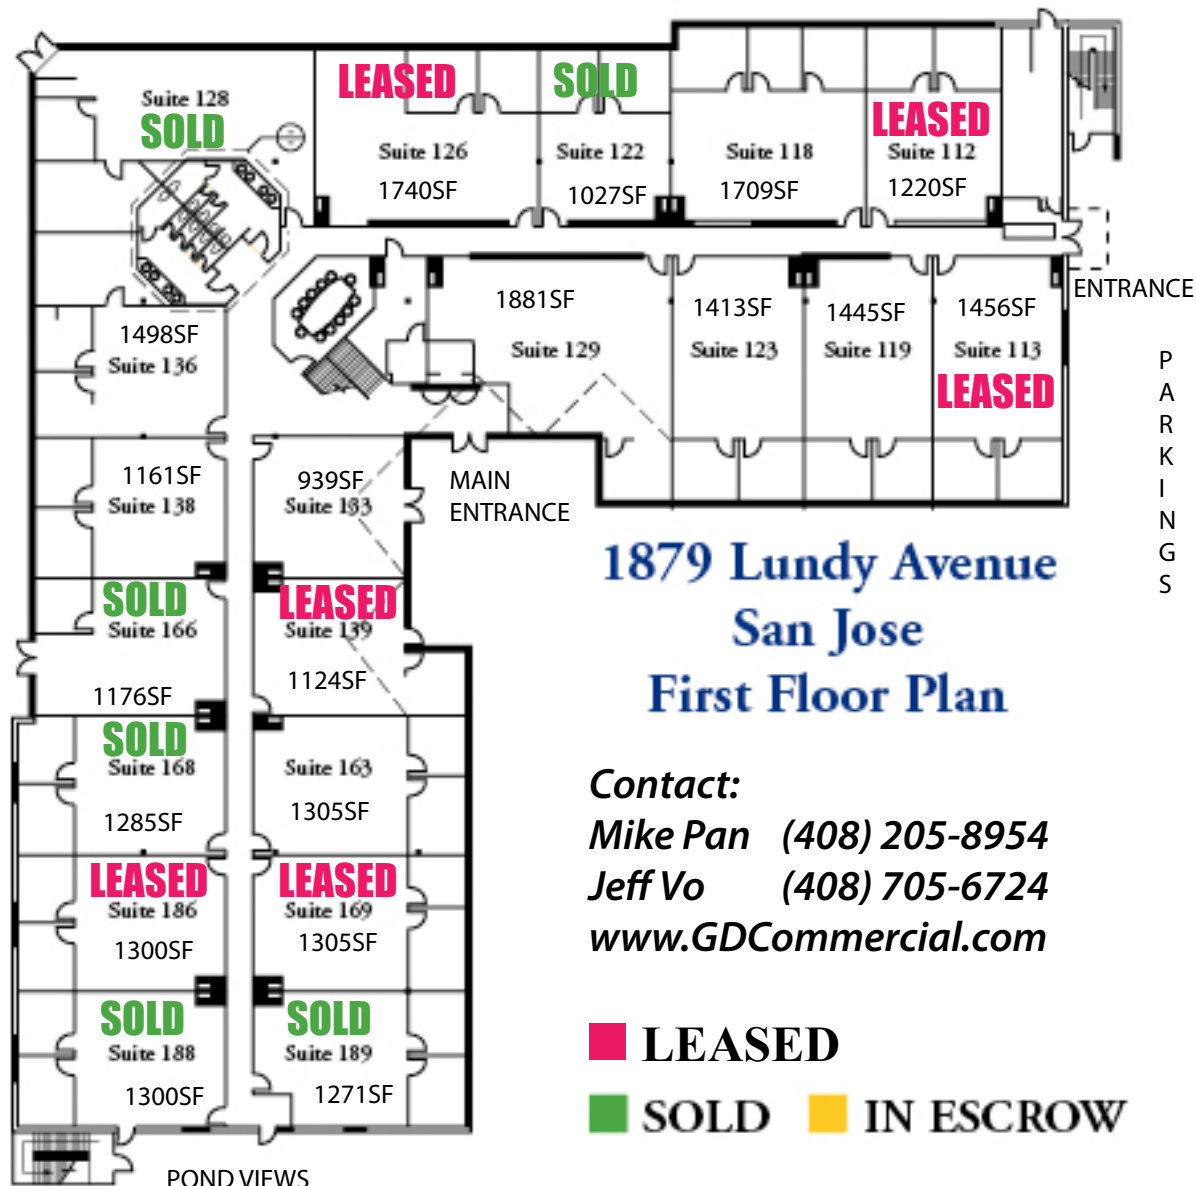 Suite 128
SOLD
LEASED
Suite 126
1740SF
SOLD
Suite 122
1027SF
Suite 118
1709SF
LEASED
Suite 112
1220SF
ENTRANCE
1498SF
Suite 136
1881SF
Suite 129
1413SF
Suite 123
1445SF
Suite 119
1456SF
Suite 113
LEASED
PARKINGS
1161SF
Suite 138
939SF
Suite 133
MAIN
ENTRANCE
SOLD
Suite 166
1176SF
LEASED
Suite 139
1124SF
1879 Lundy Avenue
San Jose
First Floor Plan
SOLD
Suite 168
1285SF
Suite 163
1305SF
Contact:
Mike Pan (408) 205-8954
Jeff Vo (408) 705-6724
www.GDCommercial.com
LEASED
Suite 186
1300SF
LEASED
Suite 169
1305SF
SOLD
Suite 188
1300SF
SOLD
Suite 189
1271SF
LEASED
SOLD IN ESCROW
POND VIEWS